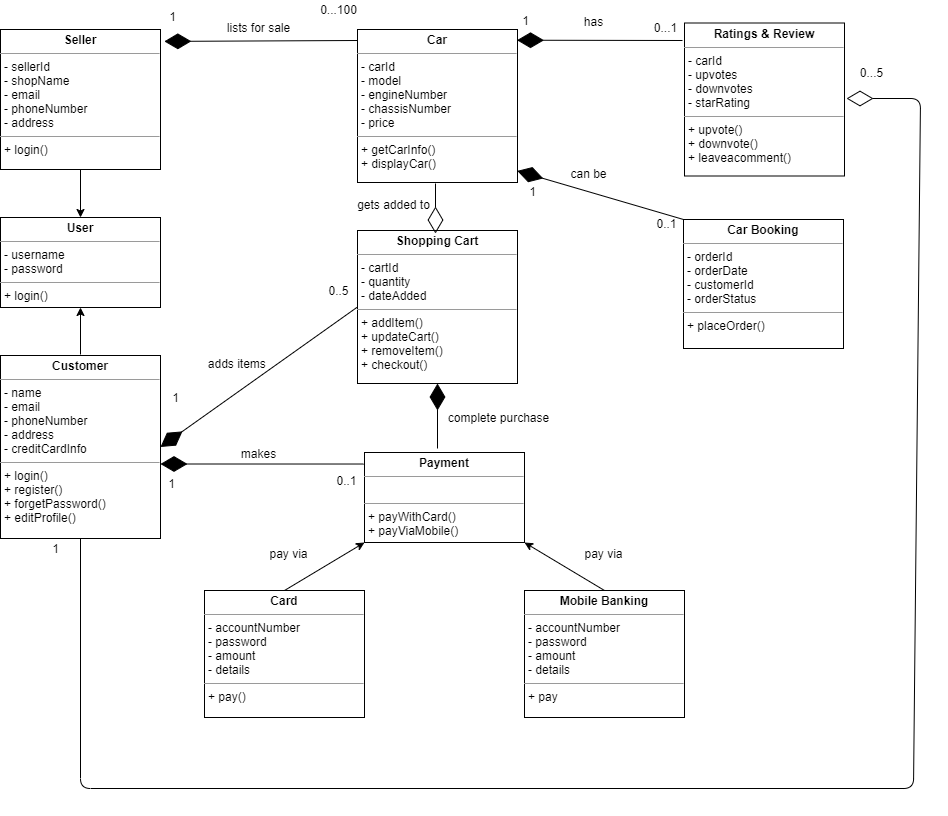 1
lists for sale
0...100
Seller
- sellerId
- shopName
- email
- phoneNumber
- address
+ login()
Car
- carId
- model
- engineNumber
- chassisNumber
- price
+ getCarInfo()
+ displayCar()
1
has
0...1
Ratings & Review
- carId
- upvotes
- downvotes
- starRating
+ upvote()
+ downvote()
+ leaveacomment()
0...5
can be
1
0..1
gets added to
User
- username
- password
+ login()
Shopping Cart
- cartId
- quantity
- dateAdded
+ addItem()
+ updateCart()
+ removeItem()
+ checkout()
Car Booking
- orderId
- orderDate
- customerId
- orderStatus
+ placeOrder()
0..5
adds items
1
Customer
- name
- email
- phoneNumber
- address
- creditCardInfo
+ login()
+ register()
+ forgetPassword()
+ editProfile()
1
complete purchase
makes
1
0..1
Payment
+ payWithCard()
+ payViaMobile()
pay via
pay via
Card
- accountNumber
- password
- amount
- details
+ pay()
Mobile Banking
- accountNumber
- password
- amount
- details
+ pay